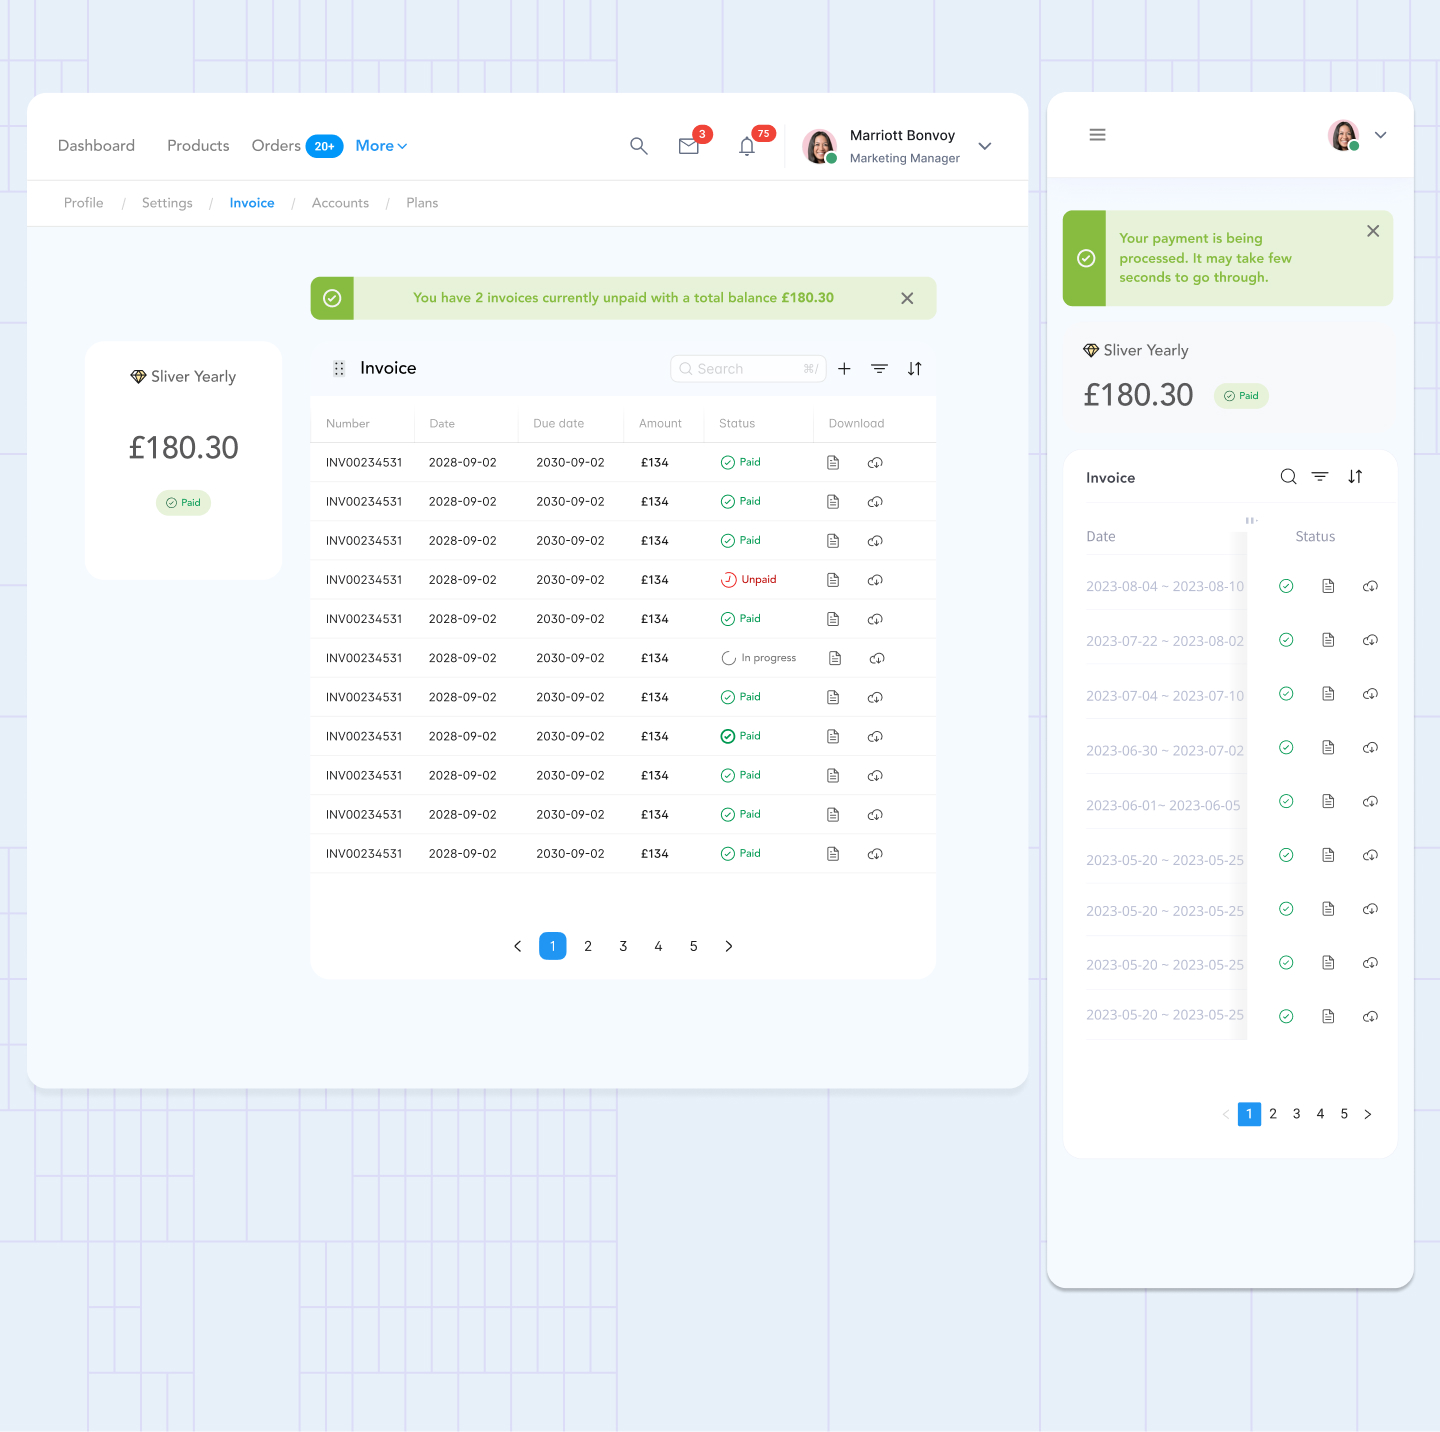 Dashboard Products Orders 20+ More 3 75 Marriott Bonvoy
Marketing Manager
Profile / Settings / Invoice / Accounts / Plans
You have 2 invoices currently unpaid with a total balance £180.30
Sliver Yearly
£180.30
Paid
Invoice Search ⌘/
Number Date Due date Amount Status Download
INV00234531 2028-09-02 2030-09-02 £134 Paid
INV00234531 2028-09-02 2030-09-02 £134 Paid
INV00234531 2028-09-02 2030-09-02 £134 Paid
INV00234531 2028-09-02 2030-09-02 £134 Unpaid
INV00234531 2028-09-02 2030-09-02 £134 Paid
INV00234531 2028-09-02 2030-09-02 £134 In progress
INV00234531 2028-09-02 2030-09-02 £134 Paid
INV00234531 2028-09-02 2030-09-02 £134 Paid
INV00234531 2028-09-02 2030-09-02 £134 Paid
INV00234531 2028-09-02 2030-09-02 £134 Paid
INV00234531 2028-09-02 2030-09-02 £134 Paid
1 2 3 4 5
Your payment is being
processed. It may take few
seconds to go through.
Sliver Yearly
£180.30 Paid
Invoice
Date Status
2023-08-04 ~ 2023-08-10
2023-07-22 ~ 2023-08-02
2023-07-04 ~ 2023-07-10
2023-06-30 ~ 2023-07-02
2023-06-01~ 2023-06-05
2023-05-20 ~ 2023-05-25
2023-05-20 ~ 2023-05-25
2023-05-20 ~ 2023-05-25
2023-05-20 ~ 2023-05-25
1 2 3 4 5